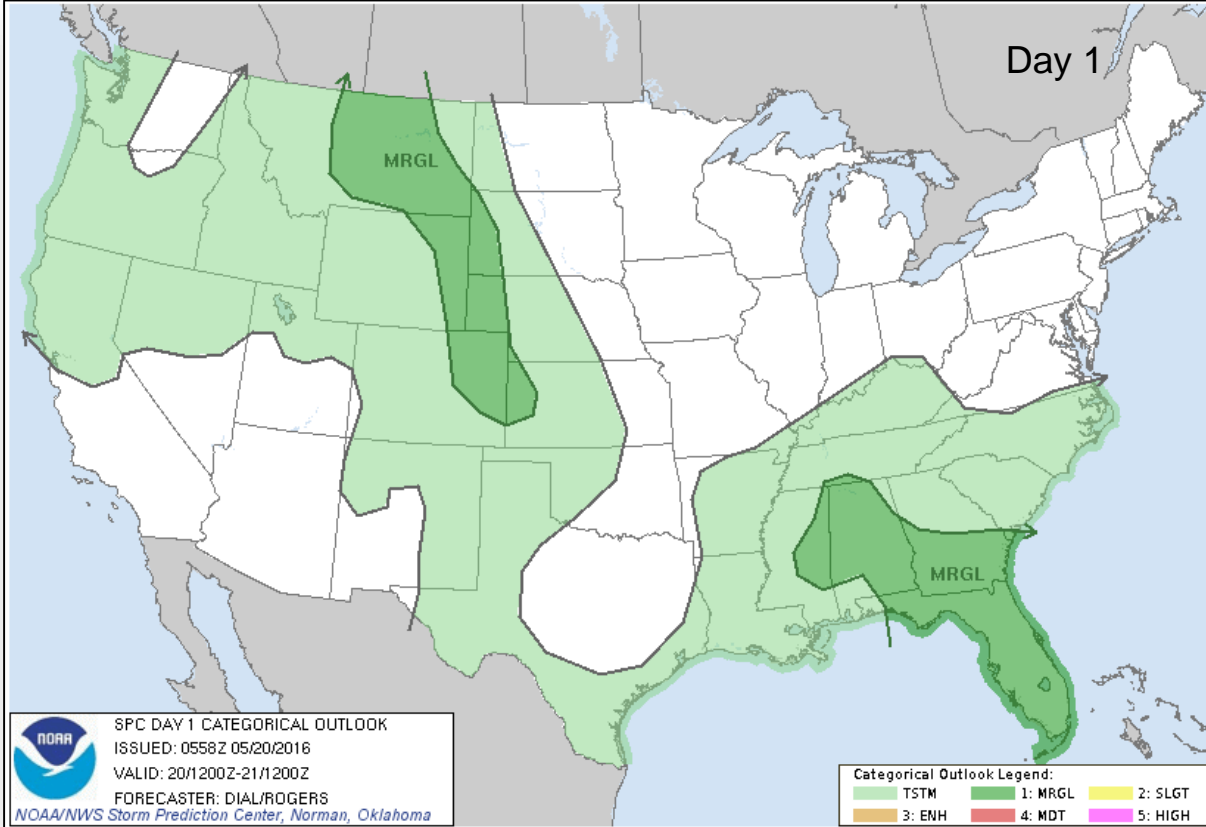 Day 1
MRGL
MRGL
NOAA
SPC DAY 1 CATEGORICAL OUTLOOK
ISSUED: 0558Z 05/20/2016
VALID: 20/1200Z-21/1200Z
FORECASTER: DIAL/ROGERS
NOAA/NWS Storm Prediction Center, Norman, Oklahoma
Categorical Outlook Legend:
TSTM 1: MRGL 2: SLGT
3: ENH 4: MDT 5: HIGH